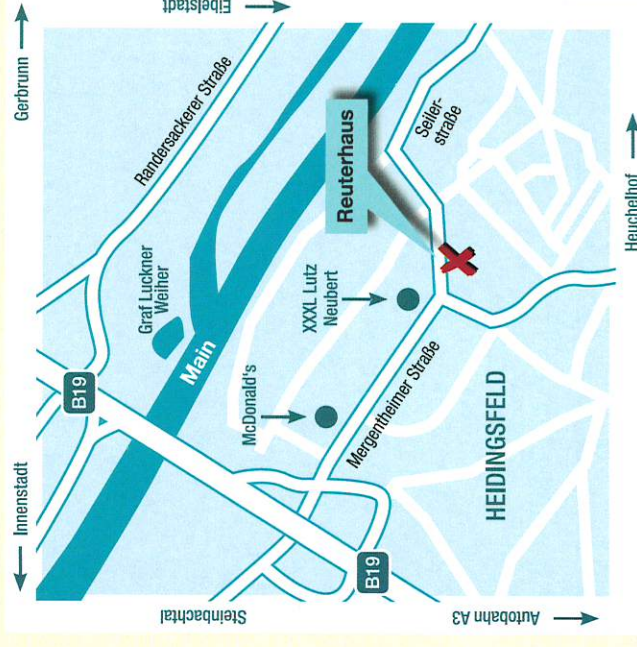 Gerbrunn
Innenstadt
Eibelstadt
Randersackerer Straße
B19
Graf Luckner
Weiher
Main
Reuterhaus
Seiler-
straße
McDonald's
XXXL Lutz
Neubert
Mergentheimer Straße
B19
HEIDINGSFELD
Steinbachtal
Autobahn A3
Heuchelhof